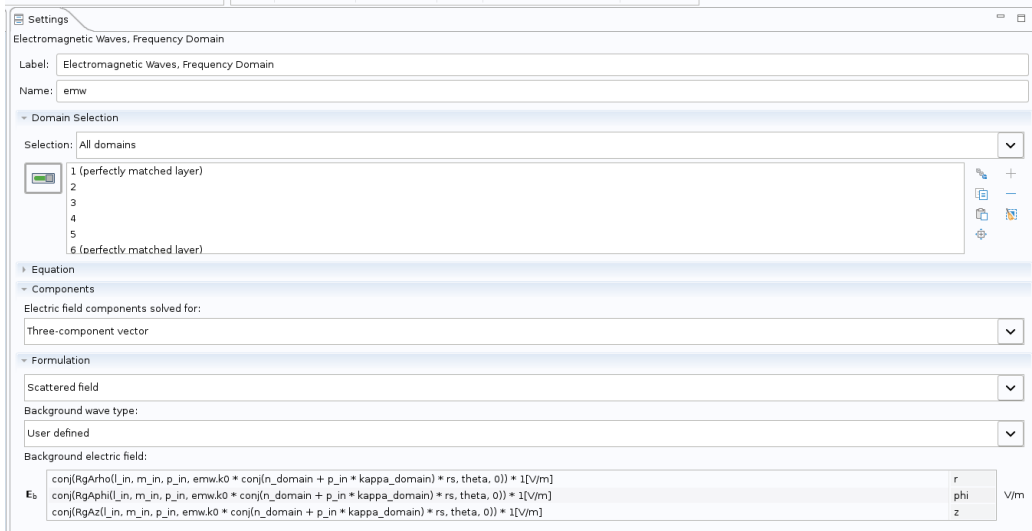 Settings
Electromagnetic Waves, Frequency Domain
Label: Electromagnetic Waves, Frequency Domain
Name: emw
Domain Selection
Selection: All domains
1 (perfectly matched layer)
2
3
4
5
6 (perfectly matched layer)
Equation
Components
Electric field components solved for:
Three-component vector
Formulation
Scattered field
Background wave type:
User defined
Background electric field:
conj(RgArho(l_in, m_in, p_in, emw.k0 * conj(n_domain + p_in * kappa_domain) * rs, theta, 0)) * 1[V/m] r
E_b conj(RgAphi(l_in, m_in, p_in, emw.k0 * conj(n_domain + p_in * kappa_domain) * rs, theta, 0)) * 1[V/m] phi V/m
conj(RgAz(l_in, m_in, p_in, emw.k0 * conj(n_domain + p_in * kappa_domain) * rs, theta, 0)) * 1[V/m] z